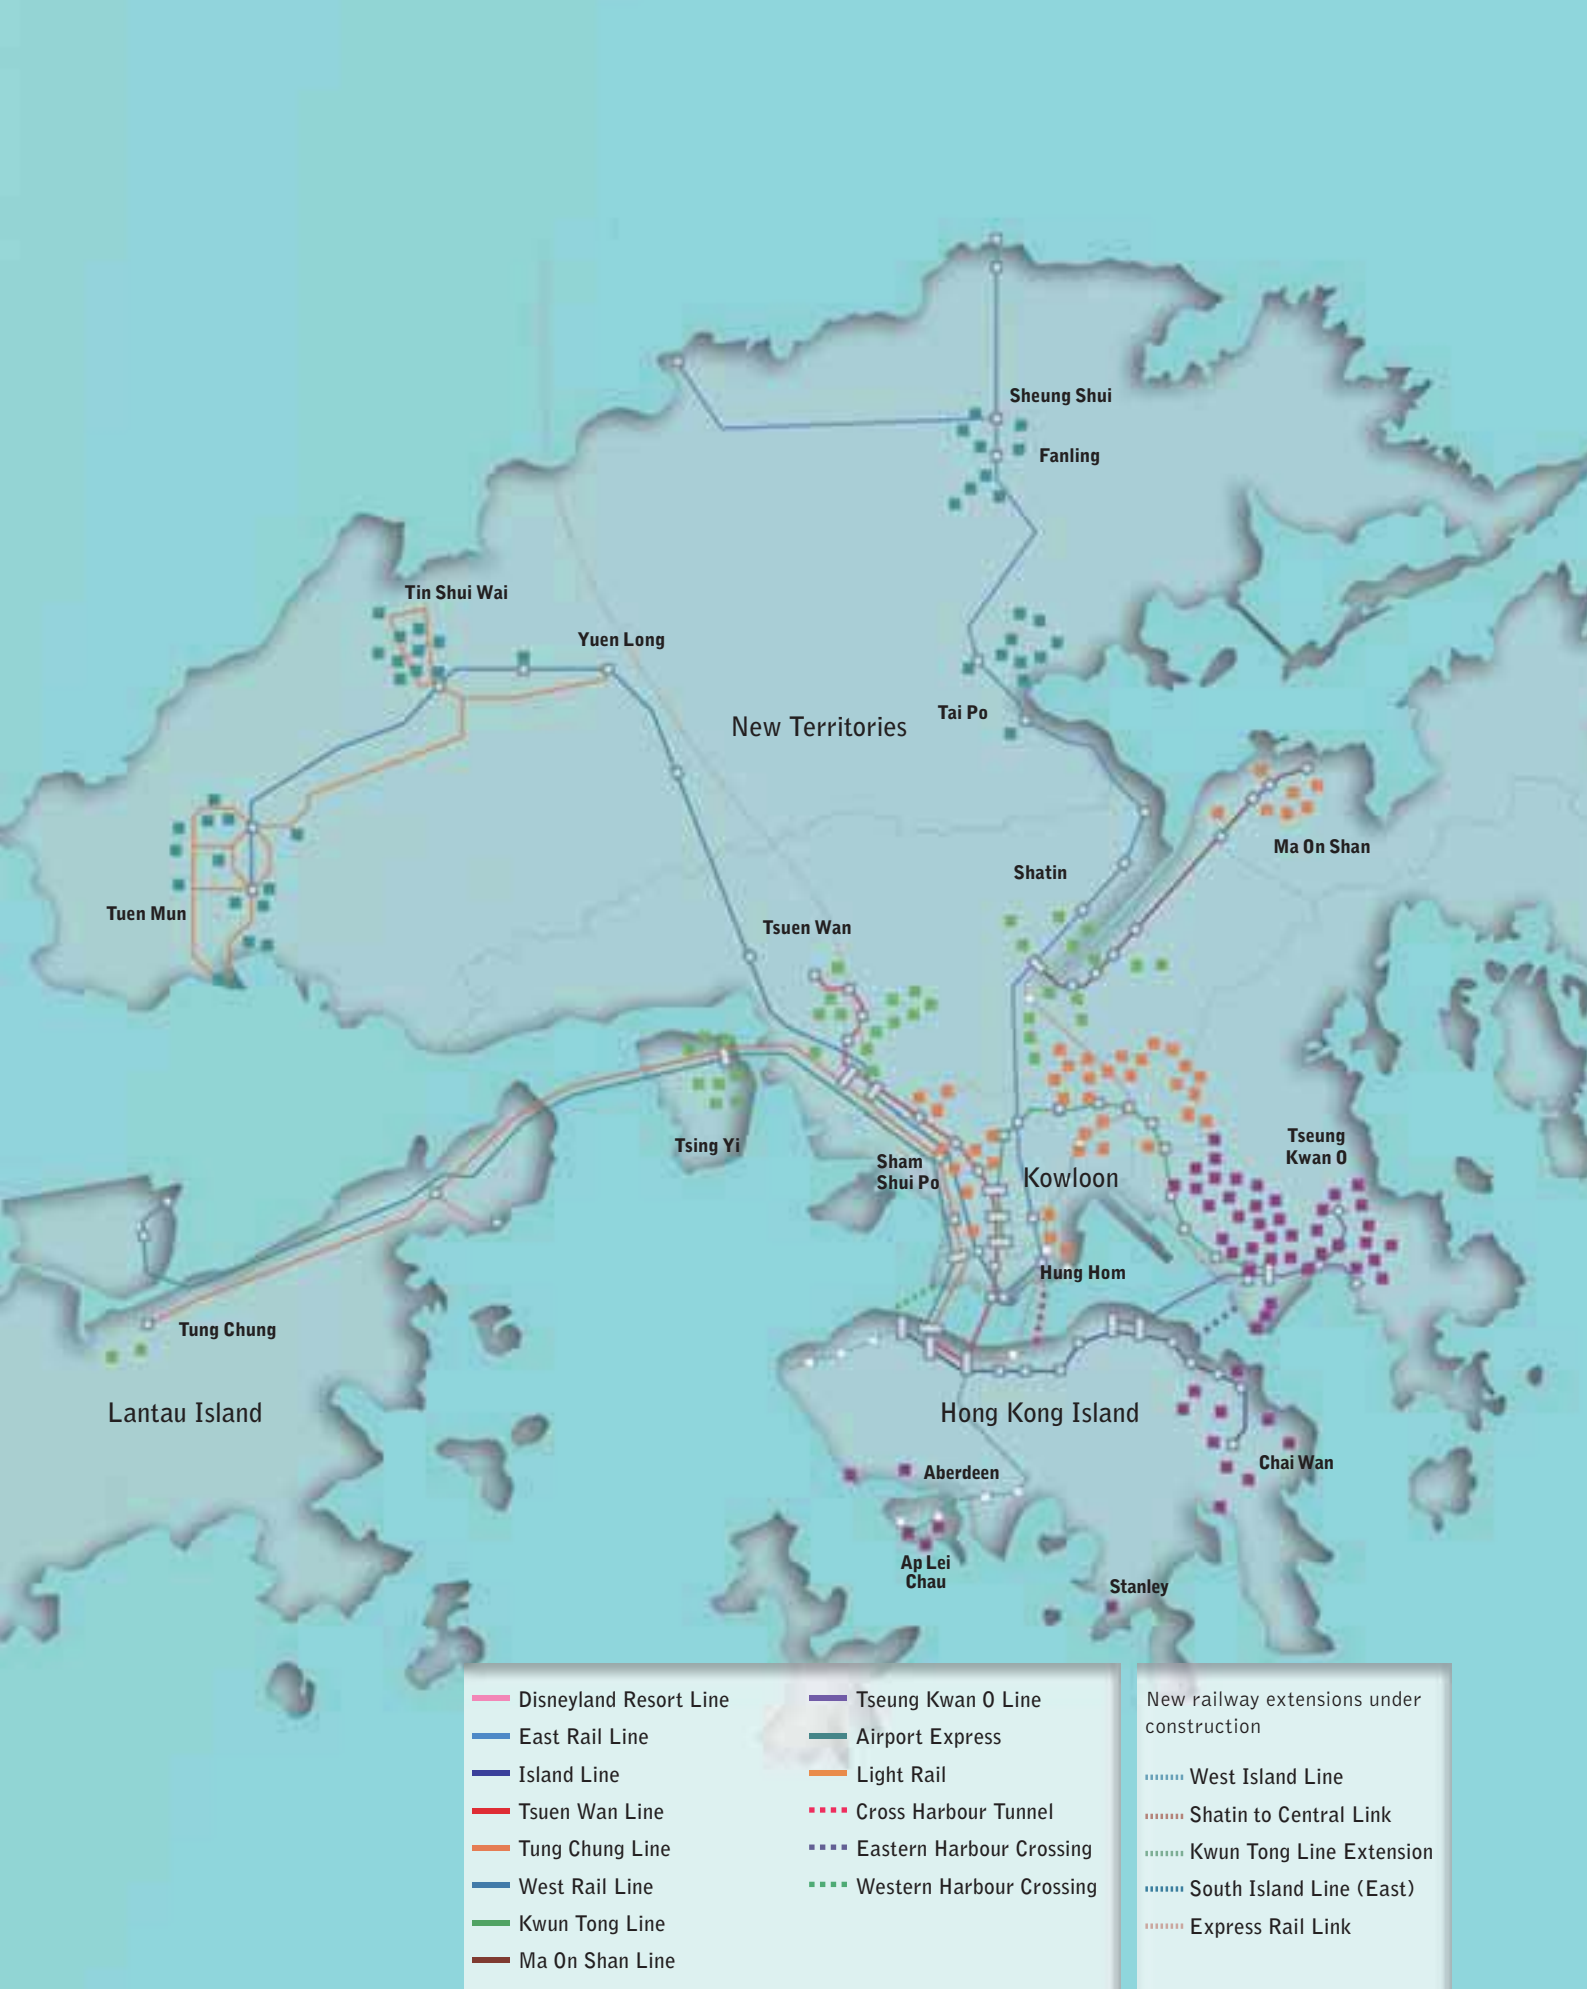 Sheung Shui
Fanling
Tin Shui Wai
Yuen Long
New Territories
Tai Po
Ma On Shan
Shatin
Tuen Mun
Tsuen Wan
Tseung
Kwan O
Tsing Yi
Sham
Shui Po
Kowloon
Hung Hom
Tung Chung
Lantau Island
Hong Kong Island
Chai Wan
Aberdeen
Ap Lei
Chau
Stanley
Disneyland Resort Line
East Rail Line
Island Line
Tsuen Wan Line
Tung Chung Line
West Rail Line
Kwun Tong Line
Ma On Shan Line
Tseung Kwan O Line
Airport Express
Light Rail
Cross Harbour Tunnel
Eastern Harbour Crossing
Western Harbour Crossing
New railway extensions under
construction
West Island Line
Shatin to Central Link
Kwun Tong Line Extension
South Island Line (East)
Express Rail Link